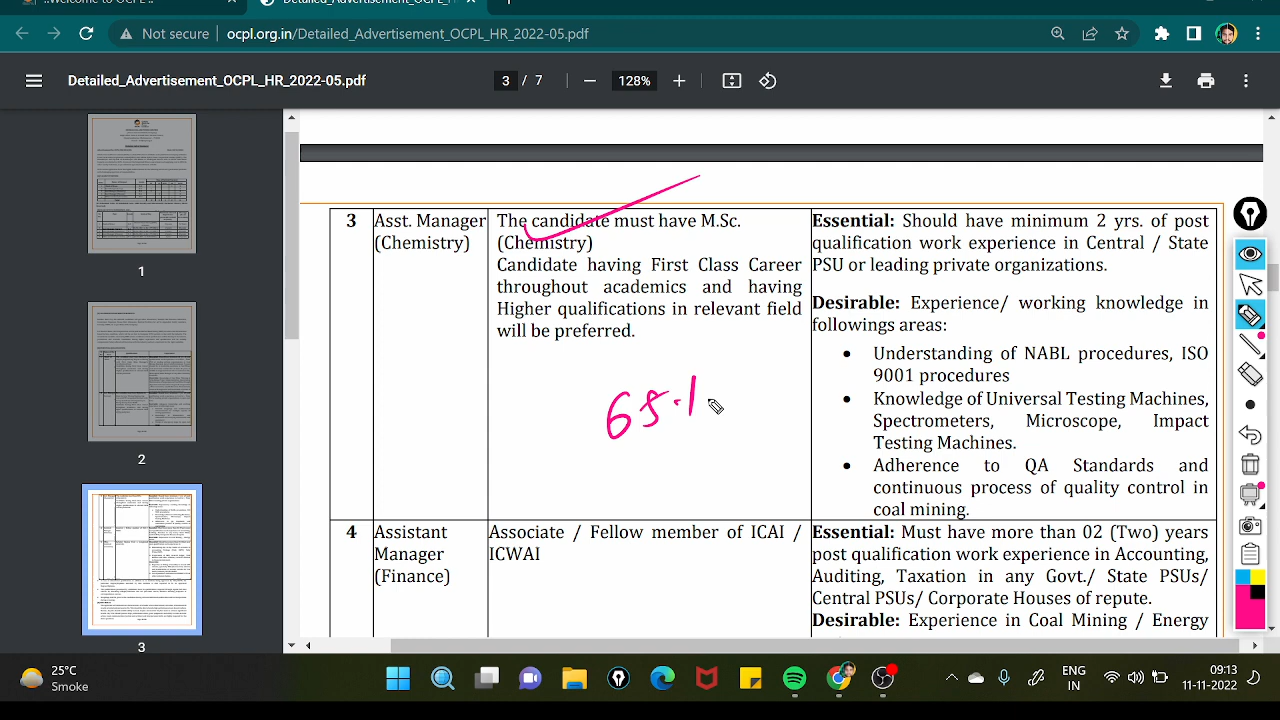 ..Welcome to OCPL ..
Detailed_Advertisement_OCPL_H
Not secure | ocpl.org.in/Detailed_Advertisement_OCPL_HR_2022-05.pdf
Detailed_Advertisement_OCPL_HR_2022-05.pdf
3 / 7
128%
1
2
3
3
Asst. Manager
(Chemistry)
The candidate must have M.Sc.
(Chemistry)
Candidate having First Class Career
throughout academics and having
Higher qualifications in relevant field
will be preferred.
65.1
Essential: Should have minimum 2 yrs. of post
qualification work experience in Central / State
PSU or leading private organizations.
Desirable: Experience/ working knowledge in
followings areas:
• Understanding of NABL procedures, ISO
9001 procedures
• Knowledge of Universal Testing Machines,
Spectrometers, Microscope, Impact
Testing Machines.
• Adherence to QA Standards and
continuous process of quality control in
coal mining.
4
Assistant
Manager
(Finance)
Associate / Fellow member of ICAI /
ICWAI
Essential: Must have more than 02 (Two) years
post qualification work experience in Accounting,
Auditing, Taxation in any Govt./ State PSUs/
Central PSUs/ Corporate Houses of repute.
Desirable: Experience in Coal Mining / Energy
25°C
Smoke
ENG
IN
09:13
11-11-2022